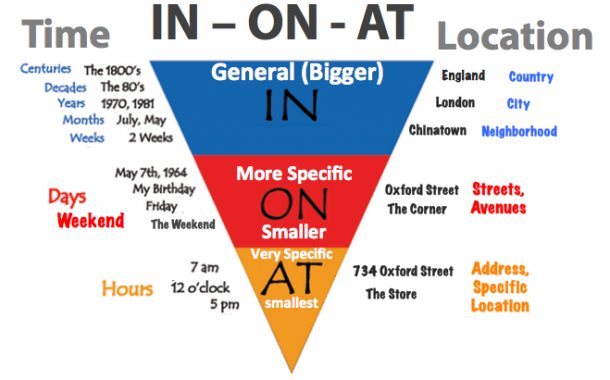 Time
IN – ON - AT
Location
Centuries The 1800's
Decades The 80's
Years 1970, 1981
Months July, May
Weeks 2 Weeks
General (Bigger)
IN
England Country
London City
Chinatown Neighborhood
Days
Weekend
May 7th, 1964
My Birthday
Friday
The Weekend
More Specific
ON
Smaller
Oxford Street
The Corner
Streets,
Avenues
Hours
7 am
12 o'clock
5 pm
Very Specific
AT
smallest
734 Oxford Street
The Store
Address,
Specific
Location